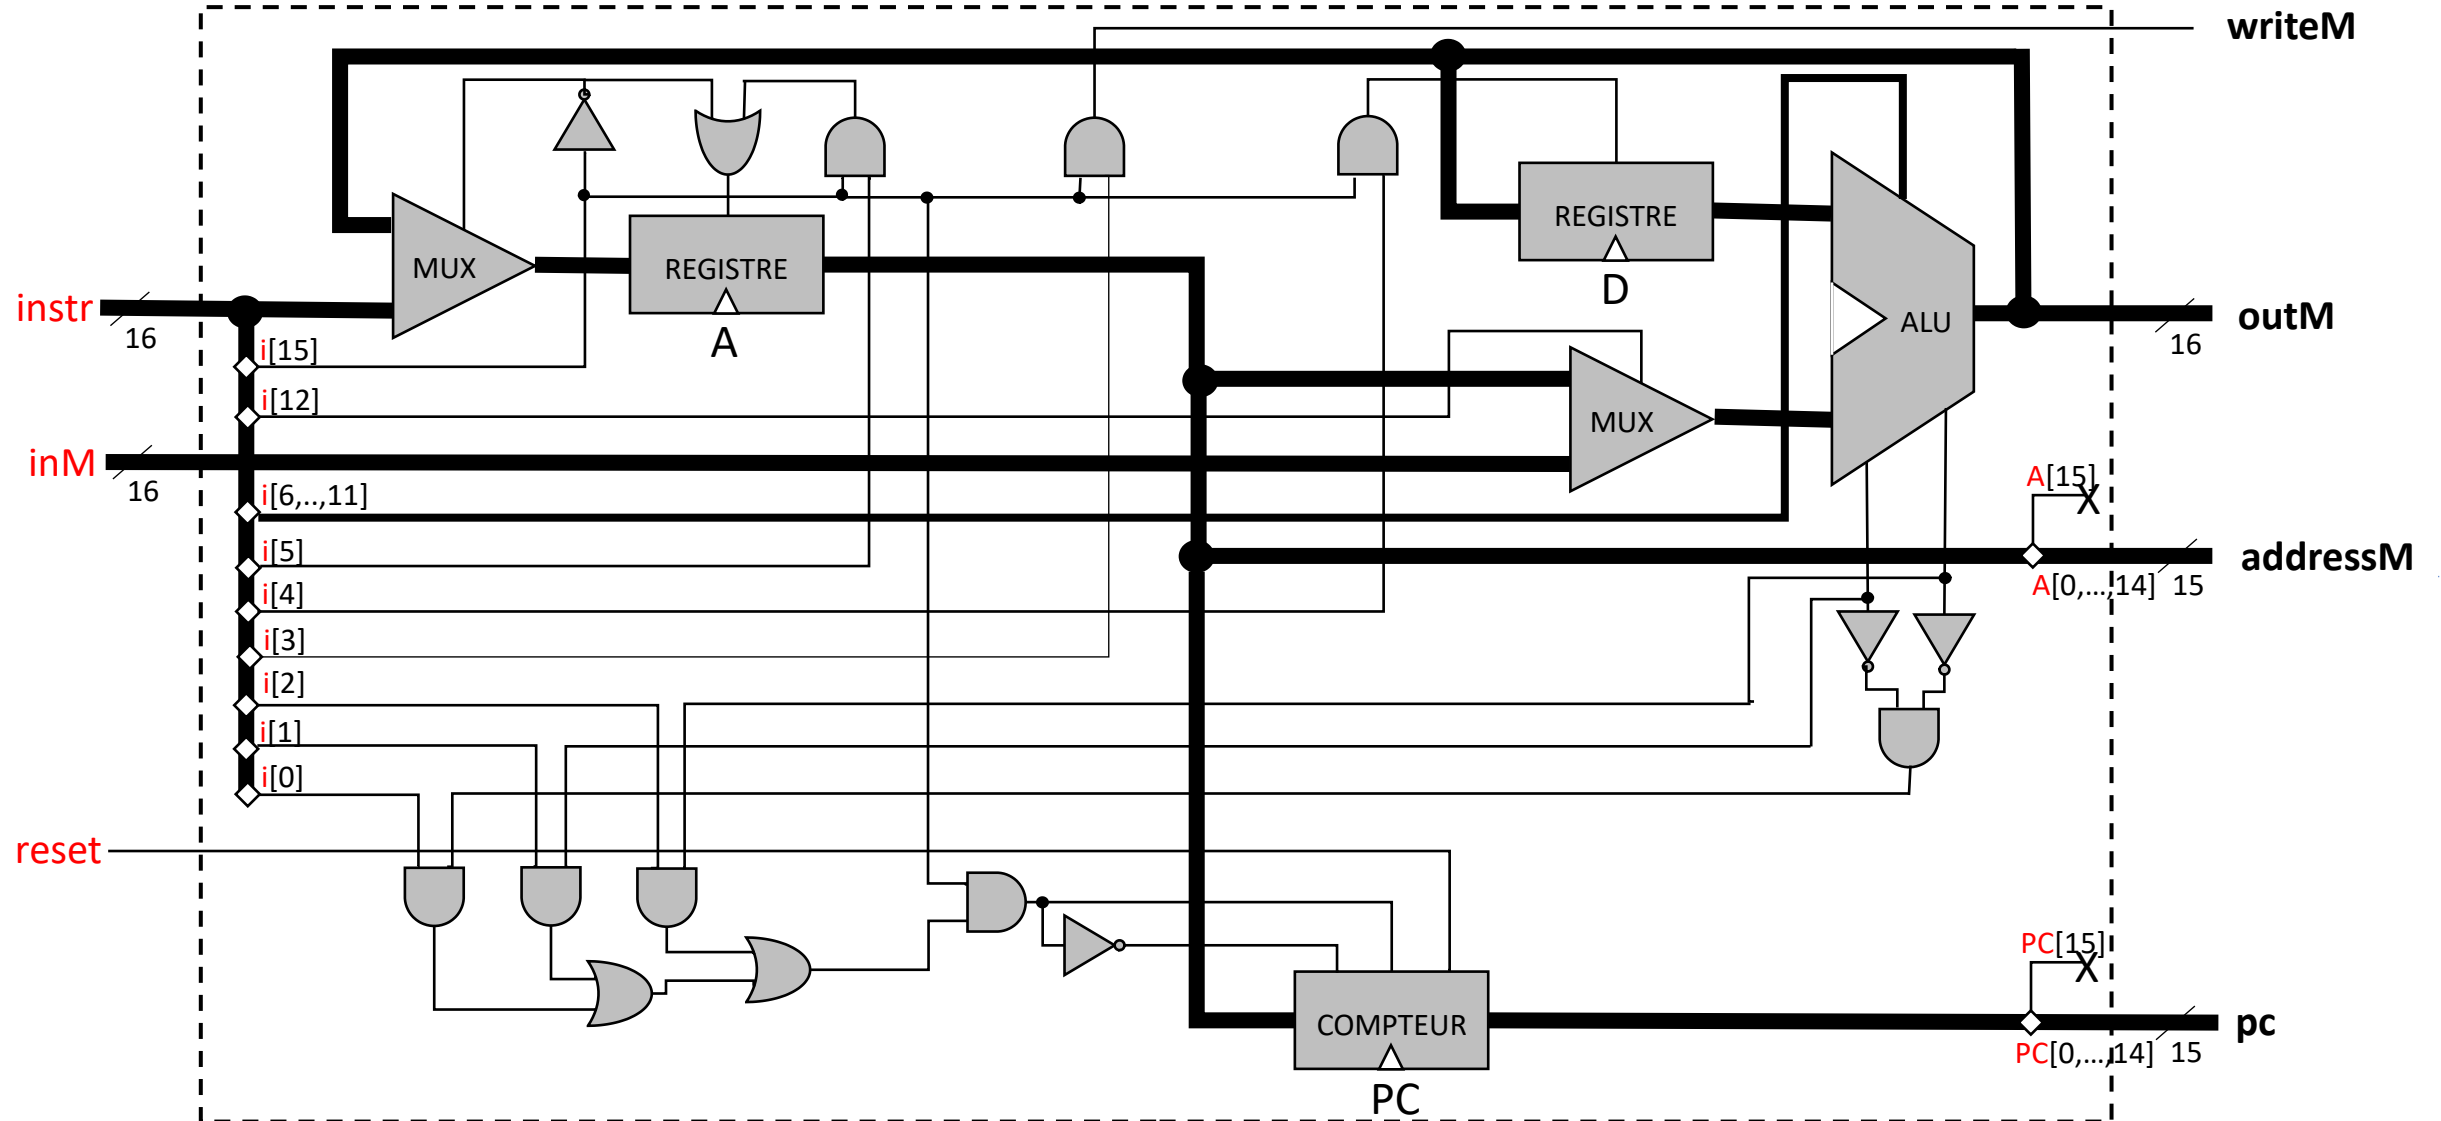 writeM
MUX
REGISTRE
A
REGISTRE
D
ALU
instr
16
outM
16
i[15]
i[12]
MUX
inM
16
A[15]
X
i[6,..,11]
i[5]
addressM
A[0,...,14]
15
i[4]
i[3]
i[2]
i[1]
i[0]
reset
PC[15]
X
COMPTEUR
pc
PC[0,...,14]
15
PC